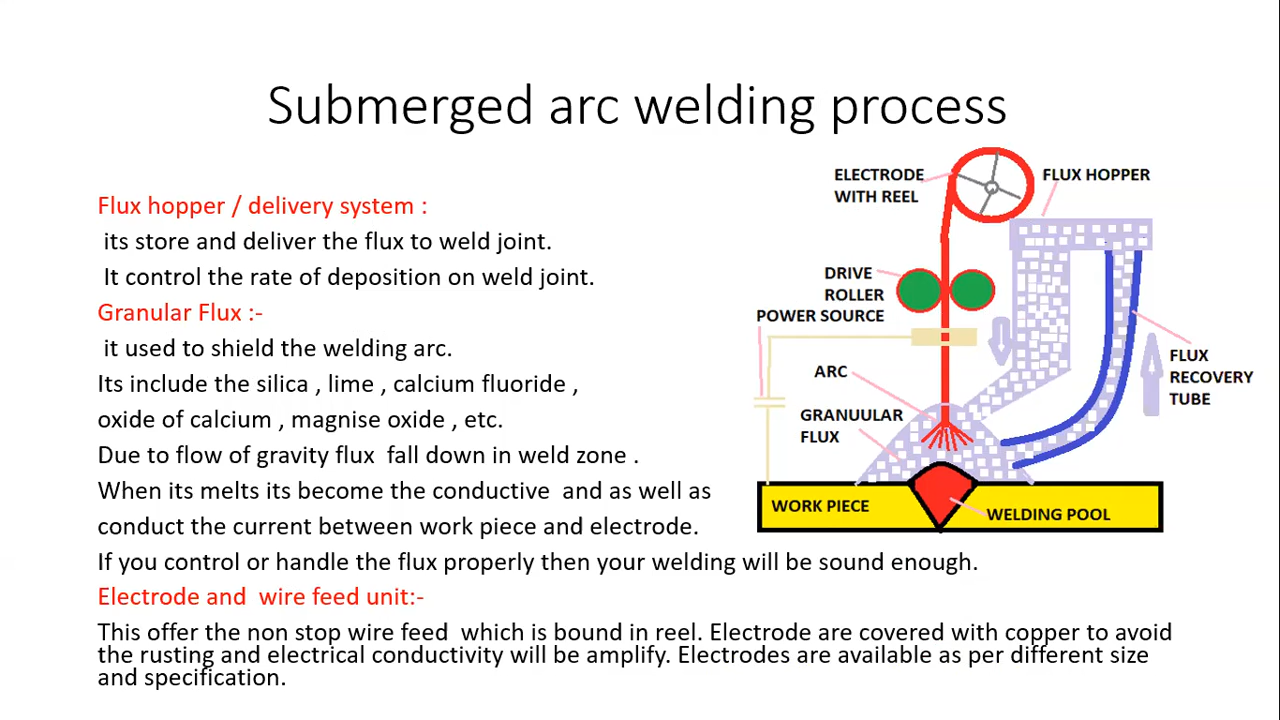 Submerged arc welding process
Flux hopper / delivery system :
its store and deliver the flux to weld joint.
It control the rate of deposition on weld joint.
Granular Flux :-
it used to shield the welding arc.
Its include the silica , lime , calcium fluoride ,
oxide of calcium , magnise oxide , etc.
Due to flow of gravity flux fall down in weld zone .
When its melts its become the conductive and as well as
conduct the current between work piece and electrode.
If you control or handle the flux properly then your welding will be sound enough.
Electrode and wire feed unit:-
This offer the non stop wire feed which is bound in reel. Electrode are covered with copper to avoid
the rusting and electrical conductivity will be amplify. Electrodes are available as per different size
and specification.
ELECTRODE
WITH REEL
FLUX HOPPER
DRIVE
ROLLER
POWER SOURCE
ARC
GRANUULAR
FLUX
FLUX
RECOVERY
TUBE
WORK PIECE
WELDING POOL